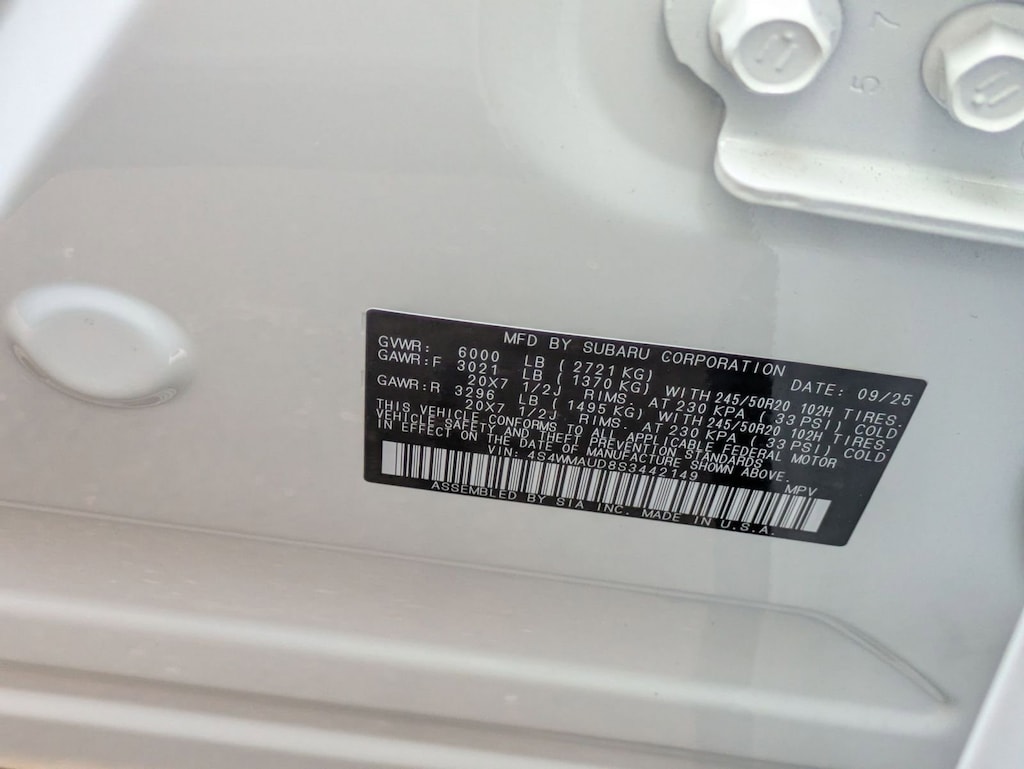 7
5
MFD BY SUBARU CORPORATION DATE: 09/25
GVWR: 6000 LB ( 2721 KG)
GAWR:F 3021 LB ( 1370 KG) WITH 245/50R20 102H TIRES.
20X7 1/2J RIMS. AT 230 KPA ( 33 PSI) COLD
GAWR:R 3296 LB ( 1495 KG) WITH 245/50R20 102H TIRES.
20X7 1/2J RIMS. AT 230 KPA ( 33 PSI) COLD
THIS VEHICLE CONFORMS TO ALL APPLICABLE FEDERAL MOTOR
VEHICLE SAFETY AND THEFT PREVENTION STANDARDS
IN EFFECT ON THE DATE OF MANUFACTURE SHOWN ABOVE.
VIN: 4S4WMAUD8S3442149 MPV
ASSEMBLED BY SIA INC. MADE IN U.S.A.